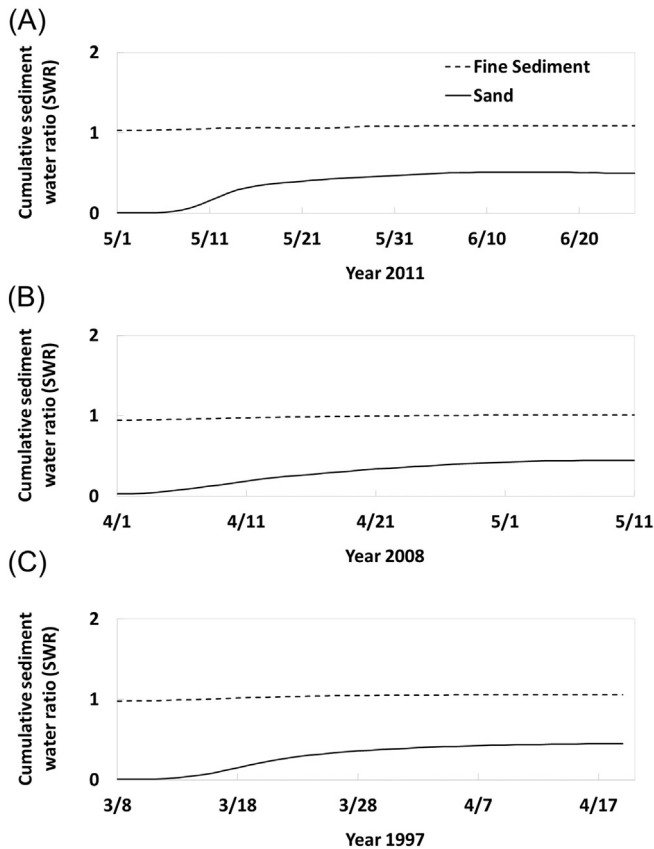 (A)
Cumulative sediment
water ratio (SWR)
2
1
0
Fine Sediment
Sand
5/1 5/11 5/21 5/31 6/10 6/20
Year 2011
(B)
Cumulative sediment
water ratio (SWR)
2
1
0
4/1 4/11 4/21 5/1 5/11
Year 2008
(C)
Cumulative sediment
water ratio (SWR)
2
1
0
3/8 3/18 3/28 4/7 4/17
Year 1997